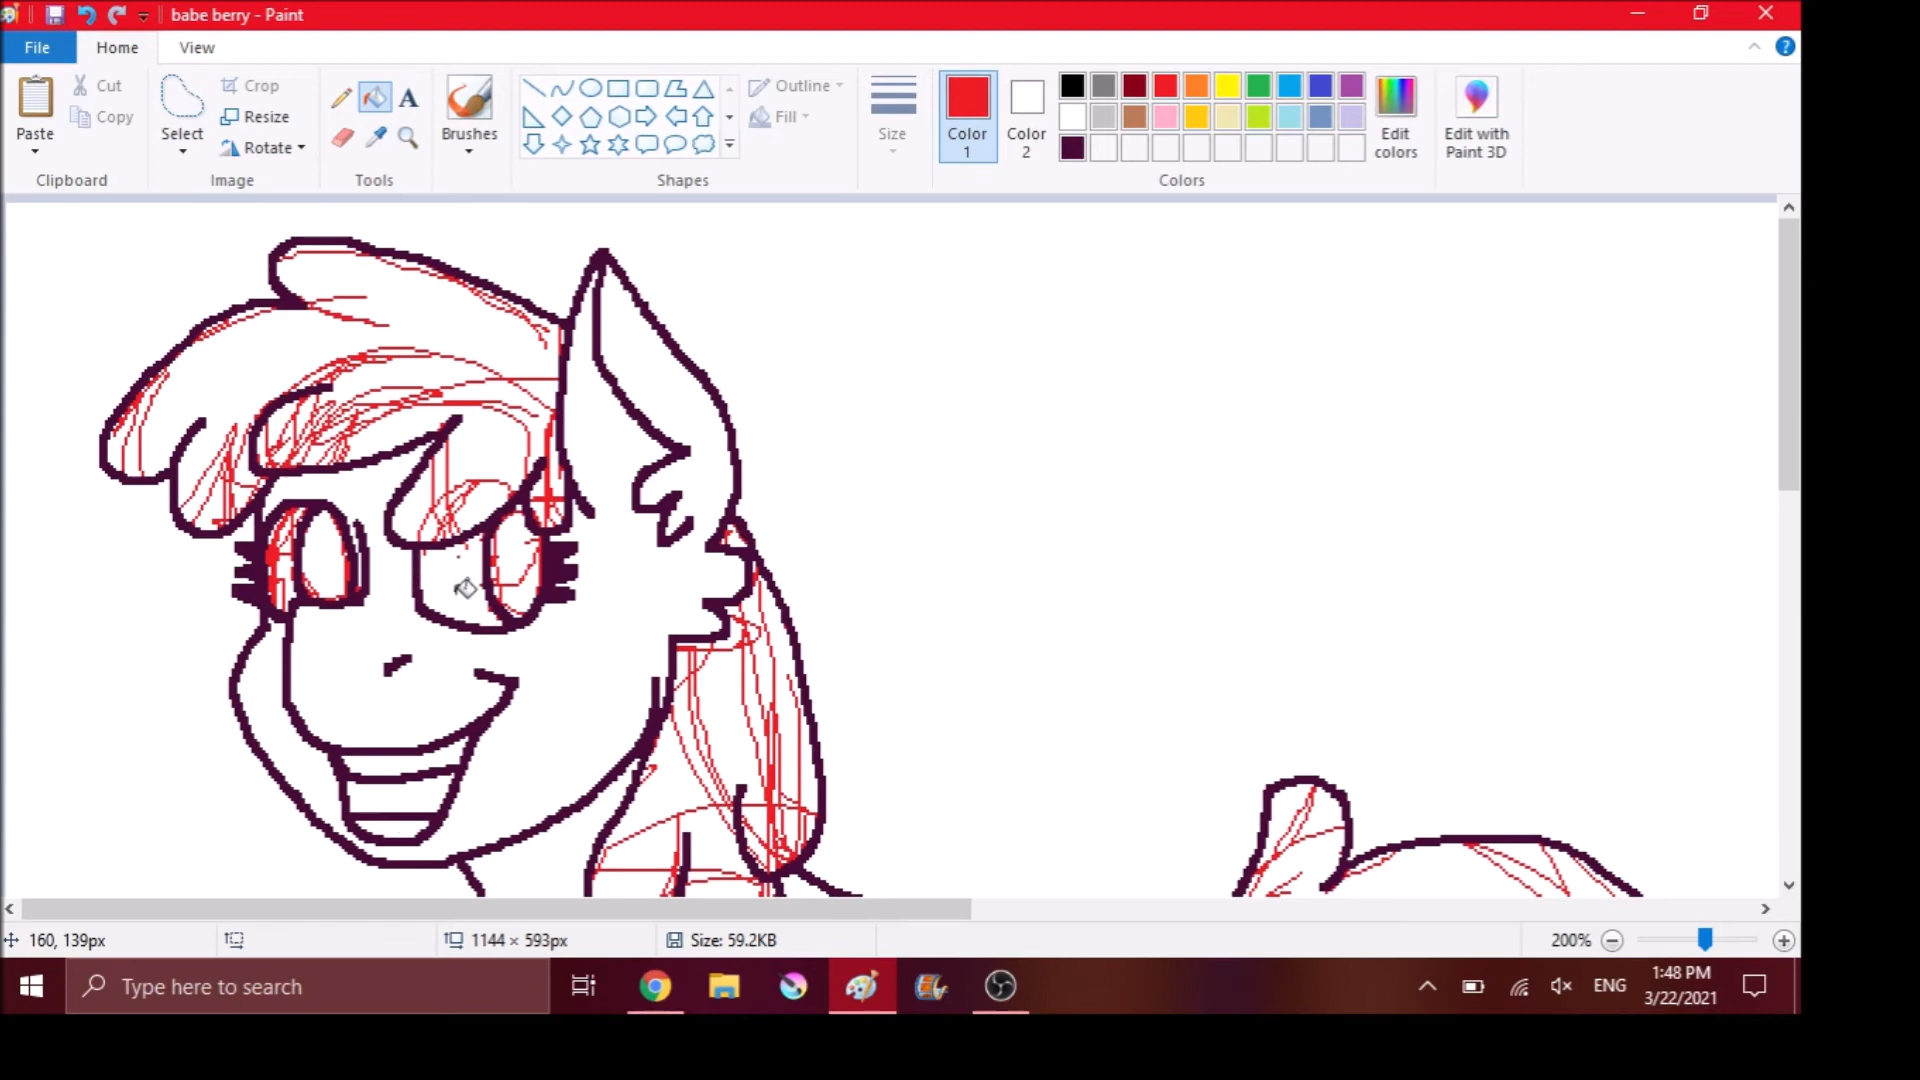 babe berry - Paint
File Home View
Paste
Cut
Copy
Clipboard
Select
Crop
Resize
Rotate
Image
A
Tools
Brushes
Outline
Fill
Shapes
Size
Color 1
Color 2
Edit colors
Colors
Edit with Paint 3D
160, 139px
1144 × 593px
Size: 59.2KB
200%
Type here to search
ENG
1:48 PM
3/22/2021